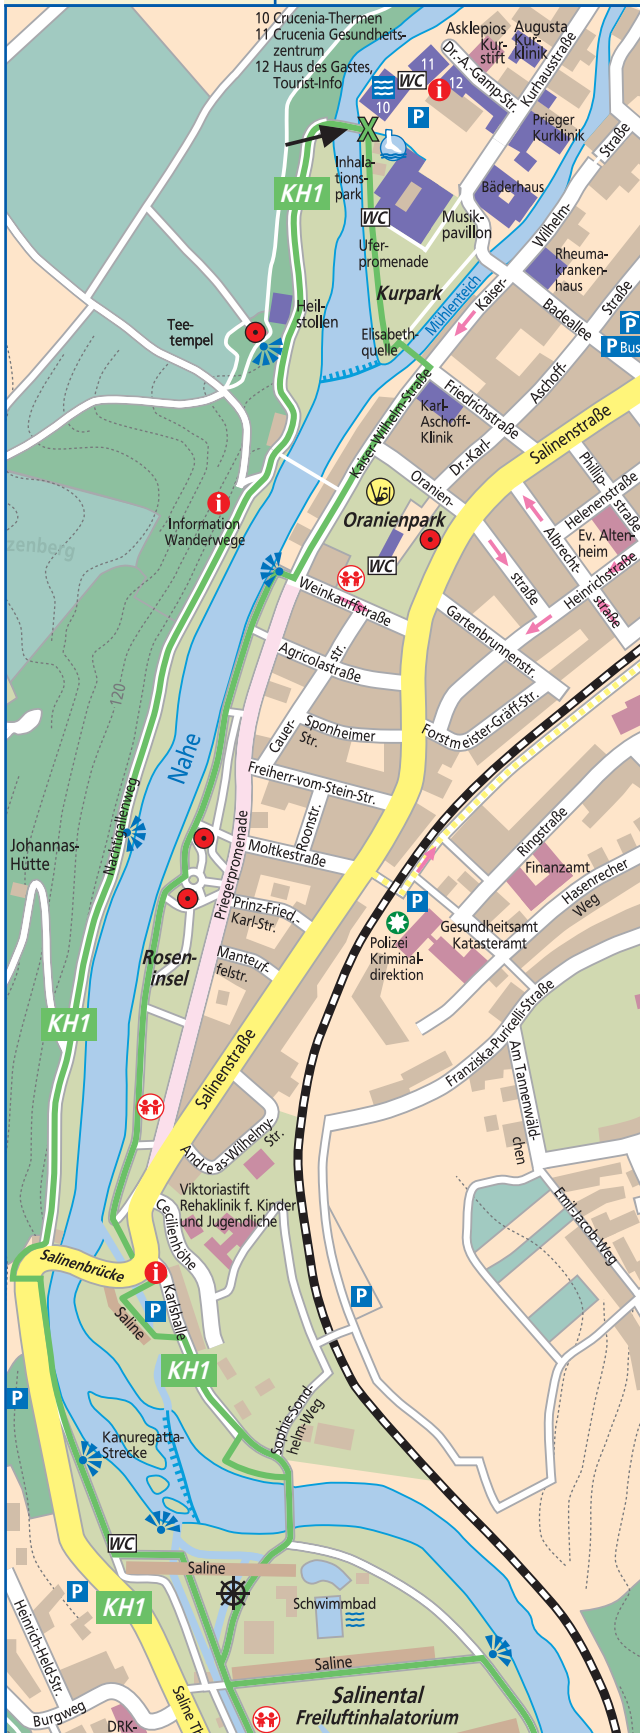 10 Crucenia-Thermen
11 Crucenia Gesundheits-
zentrum
12 Haus des Gastes,
Tourist-Info
Asklepios
Kur-
stift
Augusta
Kur-
klinik
Dr.-A.-Gamp-Str.
Kurhausstraße
11
12
10
WC
i
P
Prieger
Kurklinik
X
Inhala-
tions-
park
KH1
Bäderhaus
WC
Musik-
pavillon
Ufer-
promenade
Kurpark
Mühlenteich
Wilhelm-
Straße
Rheuma-
kranken-
haus
Kaiser-
Badeallee
Straße
P
P Bus
Heil-
stollen
Tee-
tempel
Elisabeth-
quelle
Kaiser-Wilhelm-Straße
Karl-
Aschoff-
Klinik
Friedrichstraße
Aschoff-
Dr.-Karl-
Salinenstraße
Oranien-
straße
Phillip-
straße
Helenenstraße
Ev. Alten-
heim
Albrecht-
straße
Heinrichstraße
i
Information
Wanderwege
zenberg
Oranienpark
WC
Weinkauffstraße
Gartenbrunnenstr.
Agricolastraße
Cauer-
str.
Sponheimer
Str.
Forstmeister-Gräff-Str.
120
Nahe
Freiherr-vom-Stein-Str.
Roonstr.
Nachtigallenweg
Johannas-
Hütte
Moltkestraße
Priegerpromenade
Ringstraße
Finanzamt
Hasenrecher
Weg
P
Prinz-Fried.-
Karl-Str.
Polizei
Kriminal-
direktion
Gesundheitsamt
Katasteramt
Rosen-
insel
Manteuf-
felstr.
KH1
Salinenstraße
Franziska-Puricelli-Straße
Am Tannenwäld-
chen
Andreas-Wilhelmy-
Str.
Viktoriastift
Rehaklinik f. Kinder
und Jugendliche
Cecilienhöhe
Emil-Jacob-Weg
Salinenbrücke
i
P
Karlshalle
Saline
P
KH1
P
Sophie-Sond-
heim-Weg
Kanuregatta-
Strecke
WC
Saline
P
KH1
Schwimmbad
Heinrich-Held-Str.
Saline
Salinental
Freiluftinhalatorium
Burgweg
DRK-
Saline Th